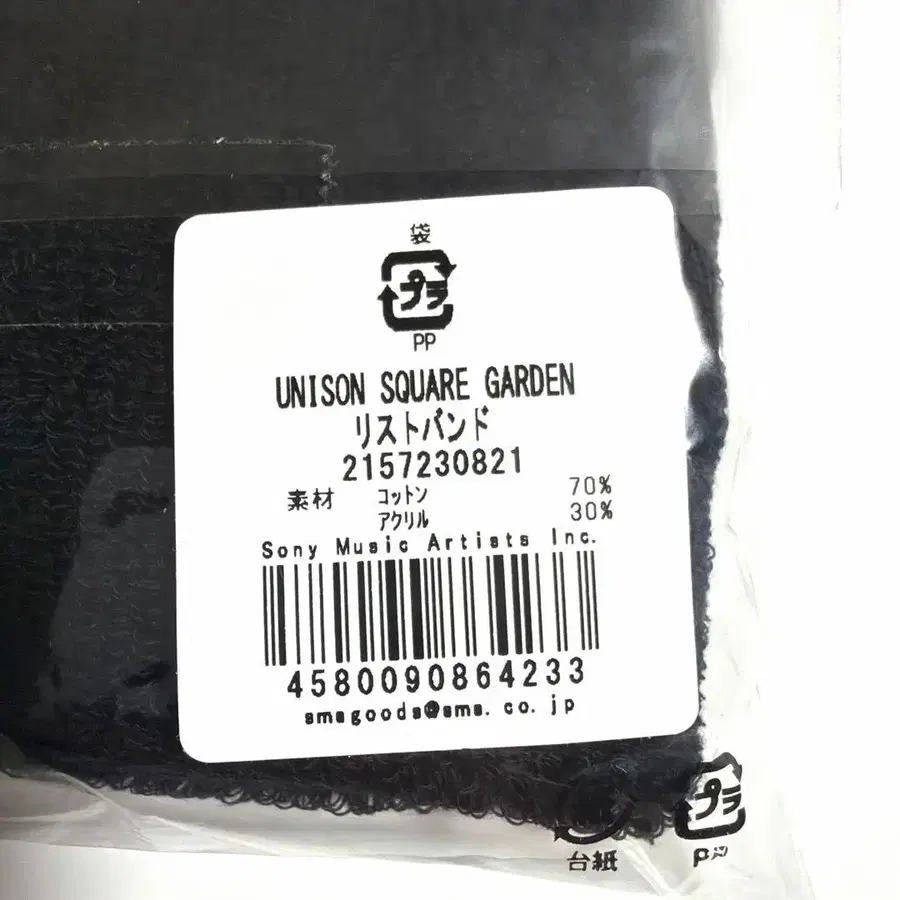 袋
プラ
PP
UNISON SQUARE GARDEN
リストバンド
2157230821
素材 コットン 70%
アクリル 30%
Sony Music Artists Inc.
4580090864233
smagoods@sma.co.jp
プラ
台紙 PP